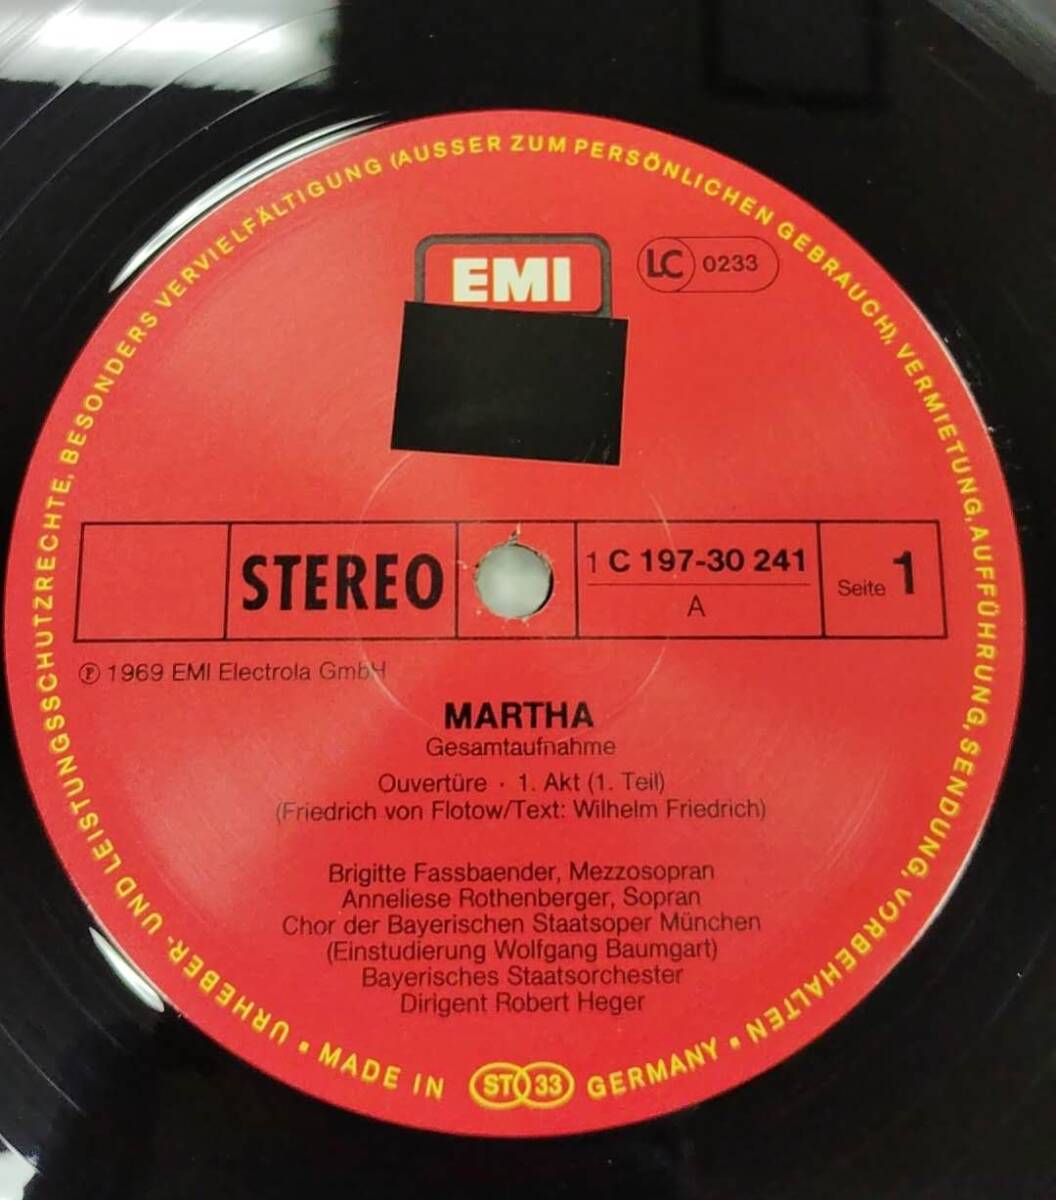 URHEBER- UND LEISTUNGSSCHUTZRECHTE, BESONDERS VERVIELFÄLTIGUNG (AUSSER ZUM PERSÖNLICHEN GEBRAUCH), VERMIETUNG, AUFFÜHRUNG, SENDUNG, VORBEHALTEN
EMI
LC 0233
STEREO
1 C 197-30 241
A
Seite 1
℗ 1969 EMI Electrola GmbH
MARTHA
Gesamtaufnahme
Ouvertüre · 1. Akt (1. Teil)
(Friedrich von Flotow/Text: Wilhelm Friedrich)
Brigitte Fassbaender, Mezzosopran
Anneliese Rothenberger, Sopran
Chor der Bayerischen Staatsoper München
(Einstudierung Wolfgang Baumgart)
Bayerisches Staatsorchester
Dirigent Robert Heger
• MADE IN ST 33 GERMANY •